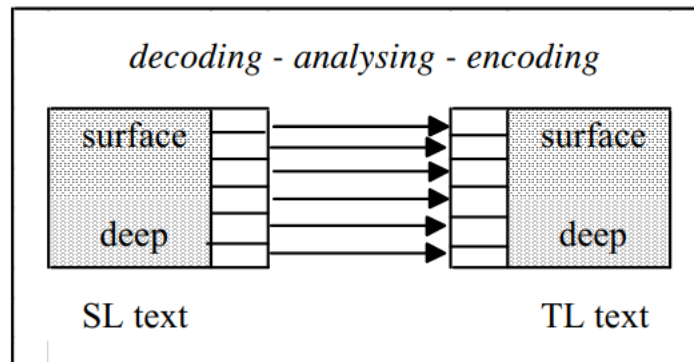 decoding - analysing - encoding
surface surface
deep deep
SL text TL text